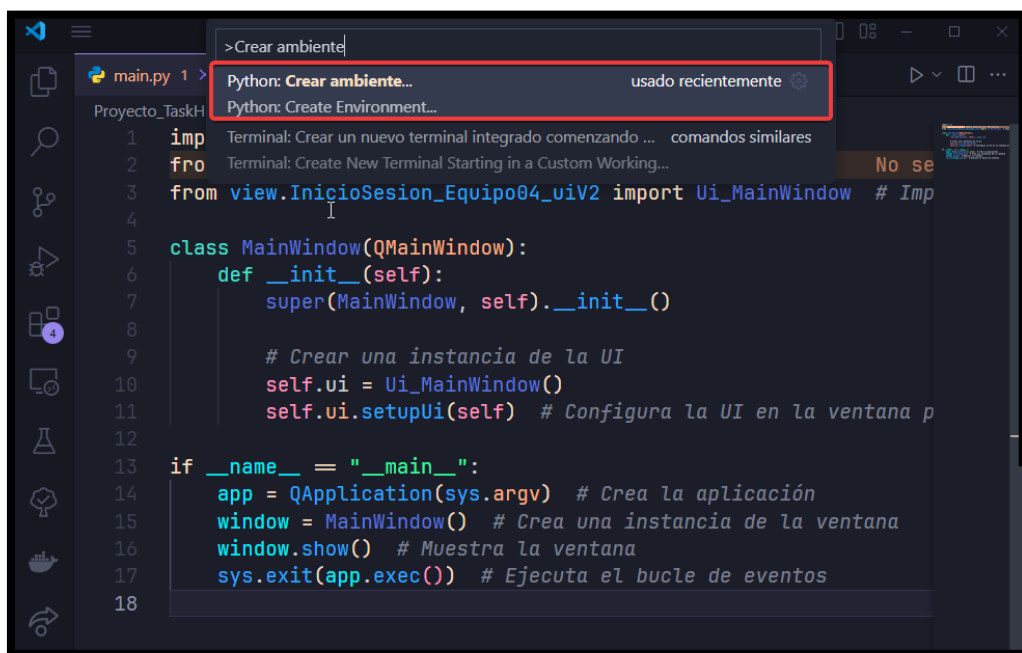 >Crear ambiente
Python: Crear ambiente... usado recientemente
Python: Create Environment...
Terminal: Crear un nuevo terminal integrado comenzando ... comandos similares
Terminal: Create New Terminal Starting in a Custom Working...
main.py 1
Proyecto_TaskH
1 imp
2 fro No se
3 from view.InicioSesion_Equipo04_uiV2 import Ui_MainWindow # Imp
4
5 class MainWindow(QMainWindow):
6 def __init__(self):
7 super(MainWindow, self).__init__()
8
9 # Crear una instancia de la UI
10 self.ui = Ui_MainWindow()
11 self.ui.setupUi(self) # Configura la UI en la ventana p
12
13 if __name__ == "__main__":
14 app = QApplication(sys.argv) # Crea la aplicación
15 window = MainWindow() # Crea una instancia de la ventana
16 window.show() # Muestra la ventana
17 sys.exit(app.exec()) # Ejecuta el bucle de eventos
18
4